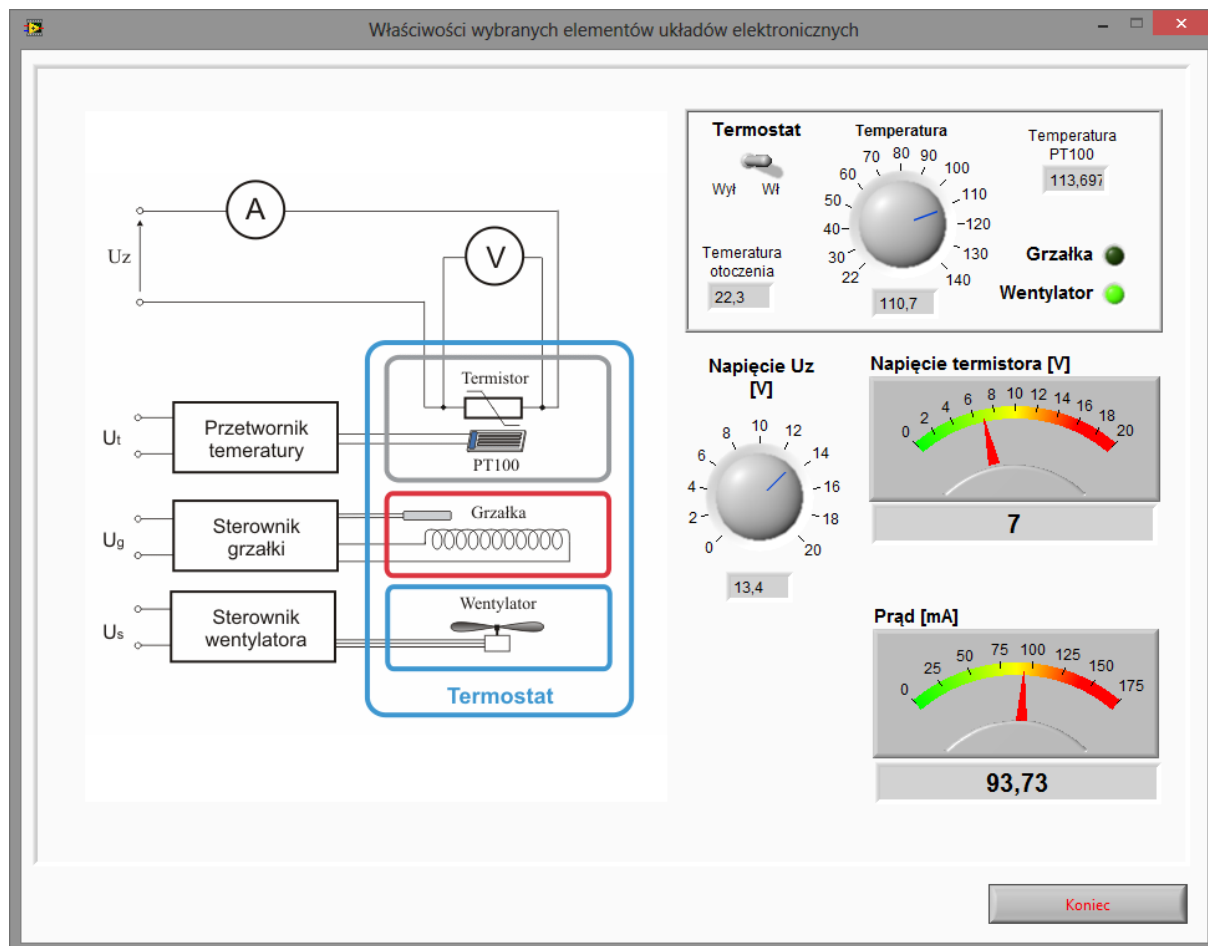 Właściwości wybranych elementów układów elektronicznych
A
V
Uz
Termistor
PT100
Ut
Przetwornik
temeratury
Ug
Sterownik
grzałki
Grzałka
Us
Sterownik
wentylatora
Wentylator
Termostat
Termostat
Wył Wł
Temeratura
otoczenia
22,3
Temperatura
22 30 40 50 60 70 80 90 100 110 120 130 140
110,7
Temperatura
PT100
113,697
Grzałka
Wentylator
Napięcie Uz
[V]
0 2 4 6 8 10 12 14 16 18 20
13,4
Napięcie termistora [V]
0 2 4 6 8 10 12 14 16 18 20
7
Prąd [mA]
0 25 50 75 100 125 150 175
93,73
Koniec